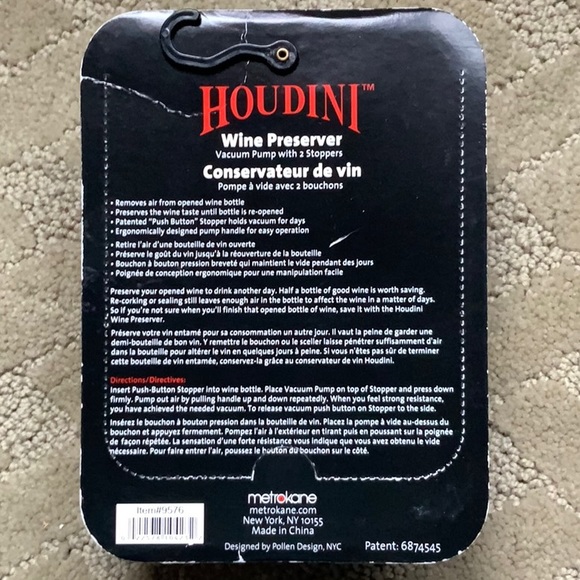 HOUDINI™
Wine Preserver
Vacuum Pump with 2 Stoppers
Conservateur de vin
Pompe à vide avec 2 bouchons
• Removes air from opened wine bottle
• Preserves the wine taste until bottle is re-opened
• Patented "Push Button" Stopper holds vacuum for days
• Ergonomically designed pump handle for easy operation
• Retire l'air d'une bouteille de vin ouverte
• Préserve le goût du vin jusqu'à la réouverture de la bouteille
• Bouchon à bouton pression breveté qui maintient le vide pendant des jours
• Poignée de conception ergonomique pour une manipulation facile
Preserve your opened wine to drink another day. Half a bottle of good wine is worth saving.
Re-corking or sealing still leaves enough air in the bottle to affect the wine in a matter of days.
So if you're not sure when you'll finish that opened bottle of wine, save it with the Houdini
Wine Preserver.
Préserve votre vin entamé pour sa consommation un autre jour. Il vaut la peine de garder une
demi-bouteille de bon vin. Y remettre le bouchon ou le sceller laisse pénétrer suffisamment d'air
dans la bouteille pour altérer le vin en quelques jours à peine. Si vous n'êtes pas sûr de terminer
cette bouteille de vin entamée, conservez-la grâce au conservateur de vin Houdini.
Directions/Directives:
Insert Push-Button Stopper into wine bottle. Place Vacuum Pump on top of Stopper and press down
firmly. Pump out air by pulling handle up and down repeatedly. When you feel strong resistance,
you have achieved the needed vacuum. To release vacuum push button on Stopper to the side.
Insérez le bouchon à bouton pression dans la bouteille de vin. Placez la pompe à vide au-dessus du
bouchon et appuyez fermement. Pompez l'air à l'extérieur en tirant puis en poussant sur la poignée
de façon répétée. La sensation d'une forte résistance vous indique que vous avez obtenu le vide
nécessaire. Pour faire entrer l'air, poussez le bouton du bouchon sur le côté.
Item#9576
metrokane
metrokane.com
New York, NY 10155
Made in China
Designed by Pollen Design, NYC
Patent: 6874545